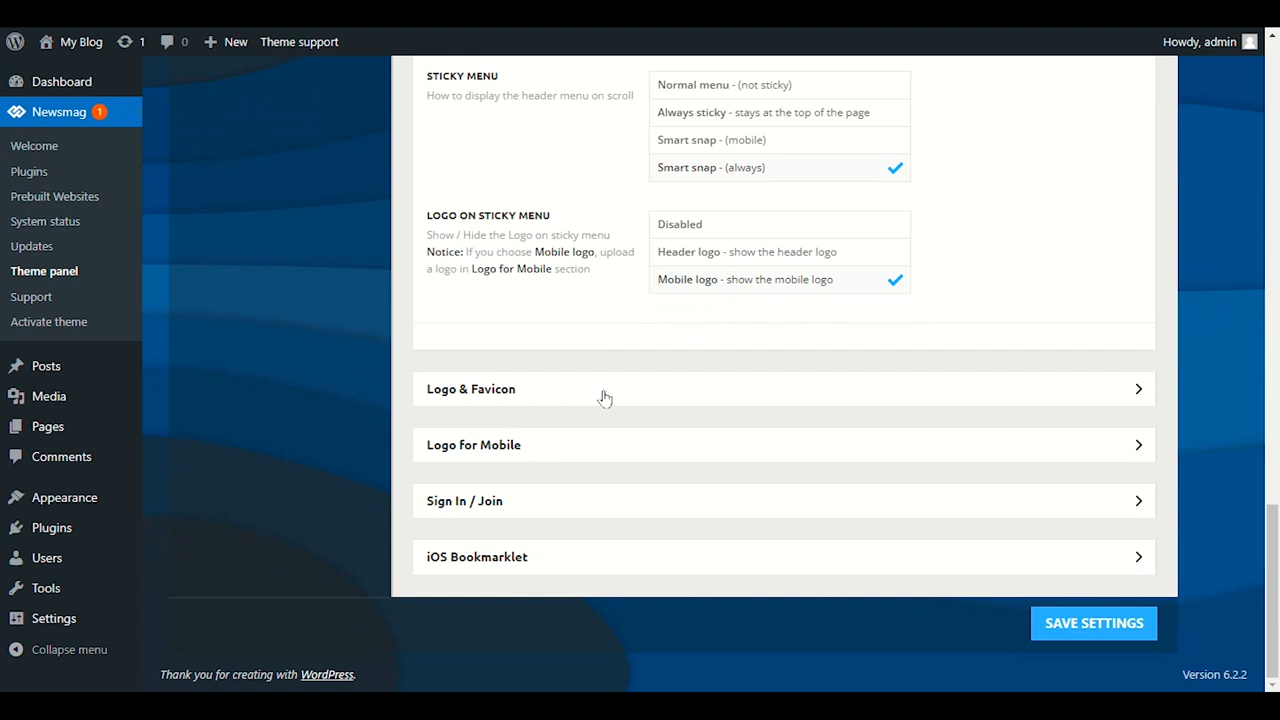 My Blog 1 0 New Theme support Howdy, admin
Dashboard
Newsmag 1
Welcome
Plugins
Prebuilt Websites
System status
Updates
Theme panel
Support
Activate theme
Posts
Media
Pages
Comments
Appearance
Plugins
Users
Tools
Settings
Collapse menu
STICKY MENU
How to display the header menu on scroll
Normal menu - (not sticky)
Always sticky - stays at the top of the page
Smart snap - (mobile)
Smart snap - (always)
LOGO ON STICKY MENU
Show / Hide the Logo on sticky menu
Notice: If you choose Mobile logo, upload
a logo in Logo for Mobile section
Disabled
Header logo - show the header logo
Mobile logo - show the mobile logo
Logo & Favicon
Logo for Mobile
Sign In / Join
iOS Bookmarklet
SAVE SETTINGS
Thank you for creating with WordPress.
Version 6.2.2